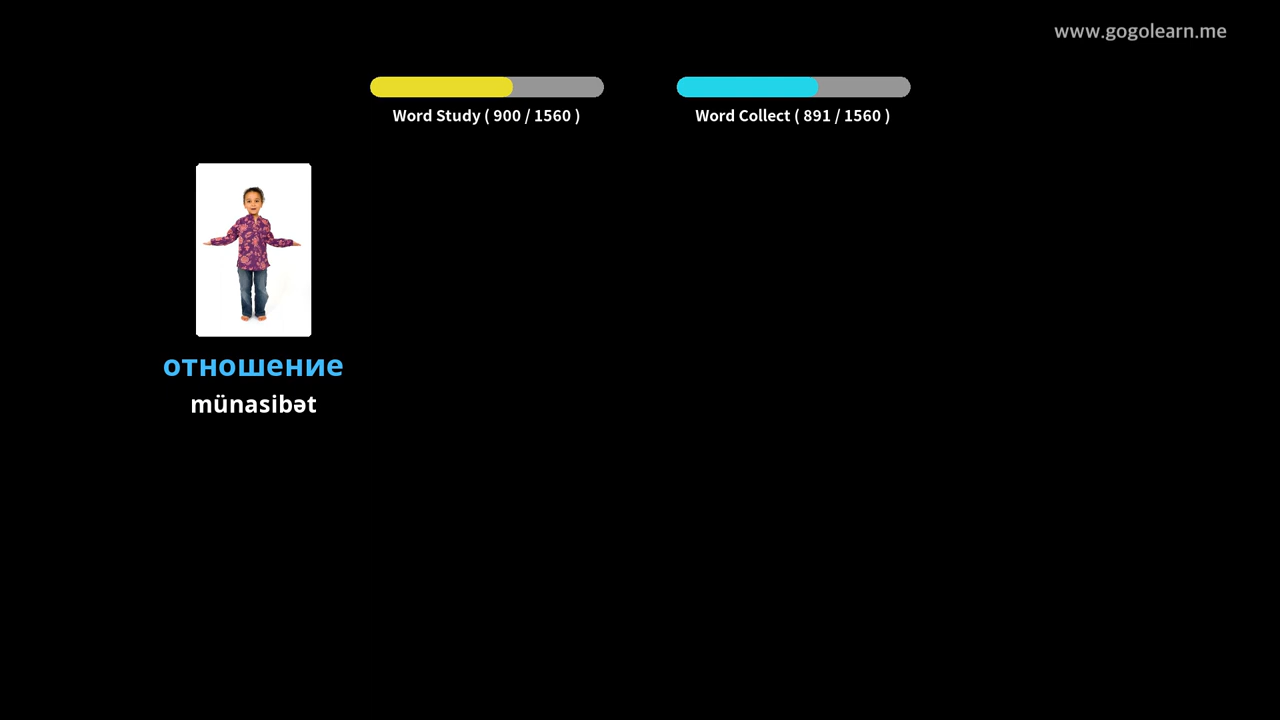 www.gogolearn.me
Word Study ( 900 / 1560 )
Word Collect ( 891 / 1560 )
отношение
münasibət